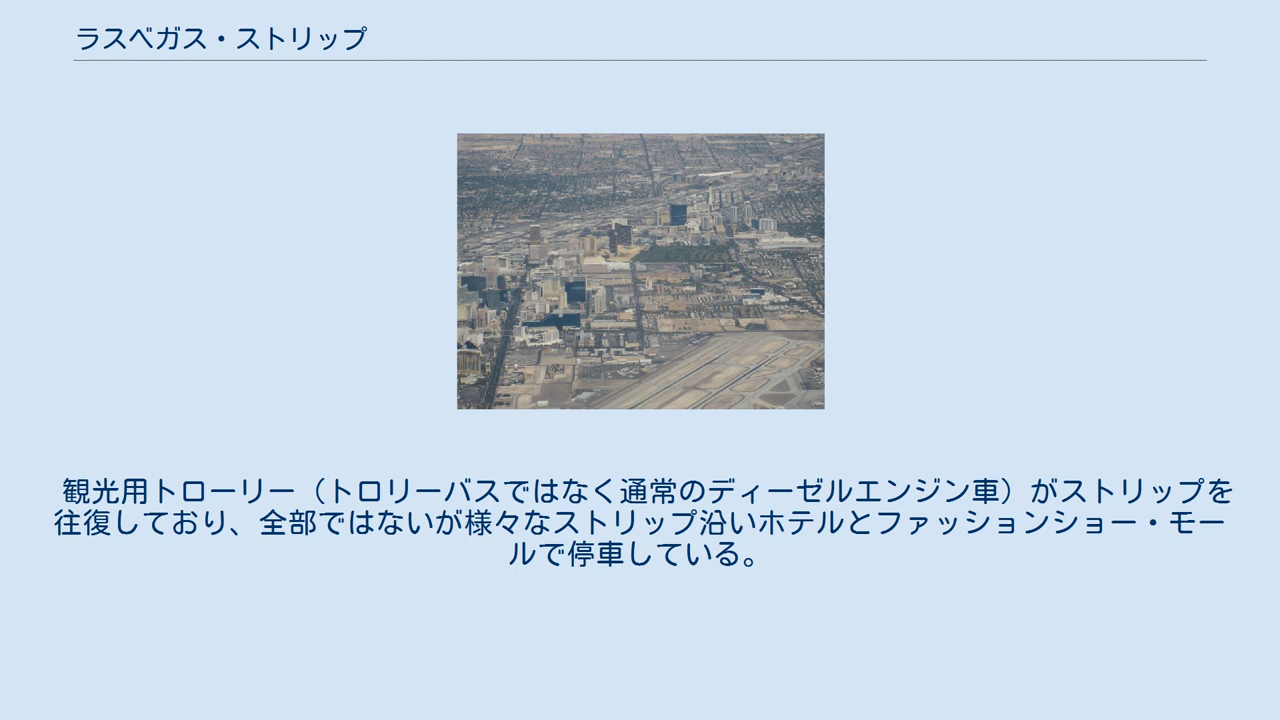 ラスベガス・ストリップ
観光用トローリー（トロリーバスではなく通常のディーゼルエンジン車）がストリップを
往復しており、全部ではないが様々なストリップ沿いホテルとファッションショー・モー
ルで停車している。